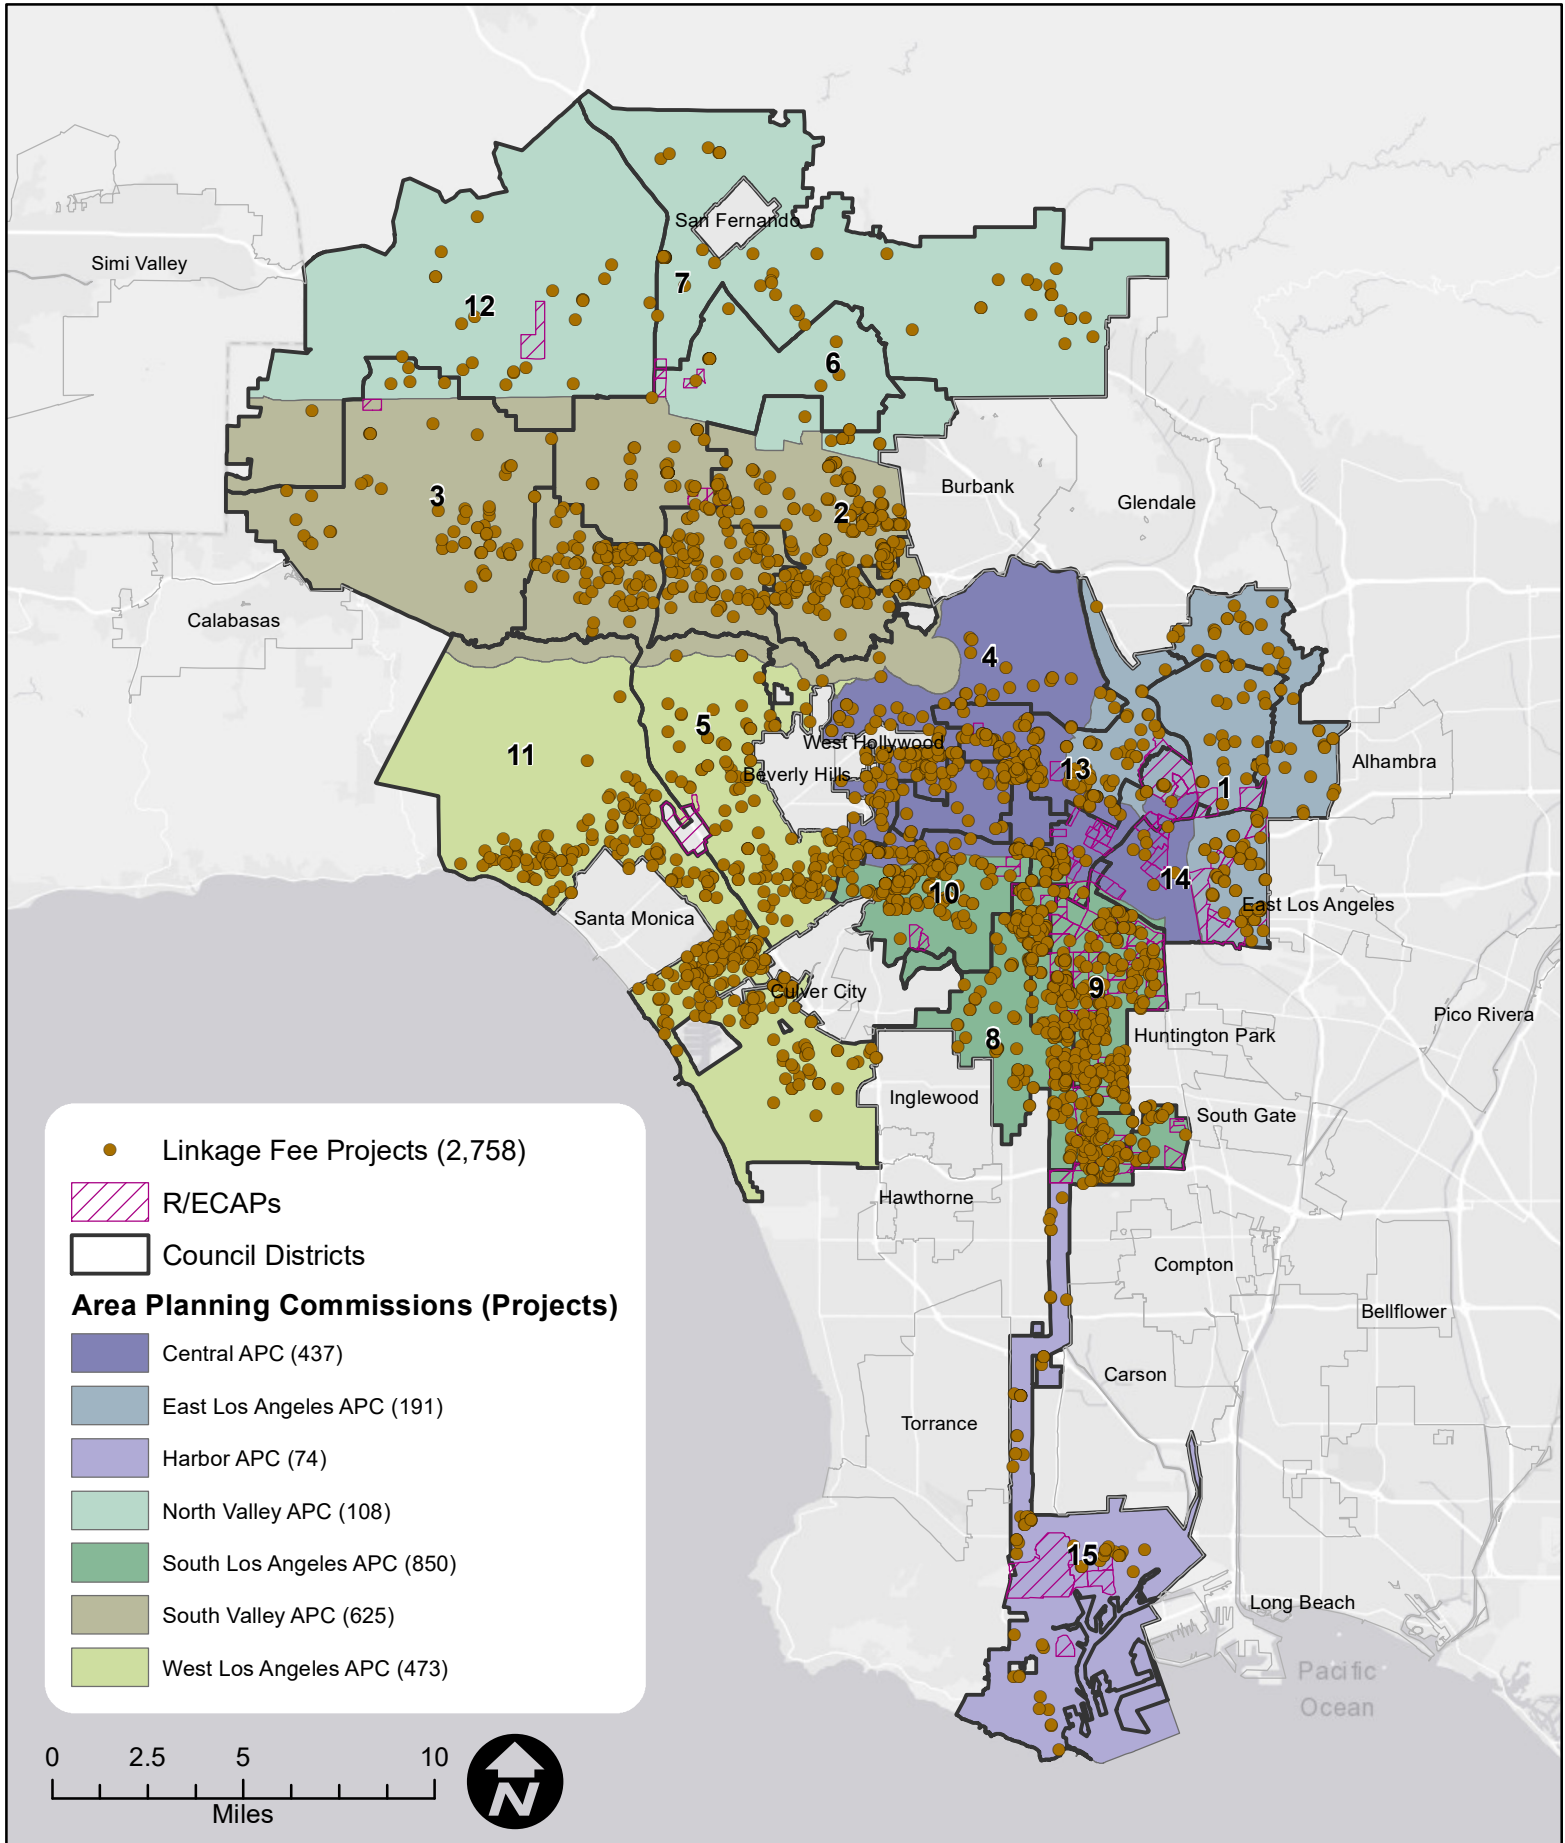 San Fernando
Simi Valley
7
12
6
Burbank
3
Glendale
2
Calabasas
4
5
11
West Hollywood
Alhambra
13
Beverly Hills
1
14
10
East Los Angeles
Santa Monica
9
Culver City
Pico Rivera
8
Huntington Park
Inglewood
South Gate
Hawthorne
Compton
Bellflower
Carson
Torrance
15
Long Beach
Pacific
Ocean
Linkage Fee Projects (2,758)
R/ECAPs
Council Districts
Area Planning Commissions (Projects)
Central APC (437)
East Los Angeles APC (191)
Harbor APC (74)
North Valley APC (108)
South Los Angeles APC (850)
South Valley APC (625)
West Los Angeles APC (473)
0 2.5 5 10
Miles
N